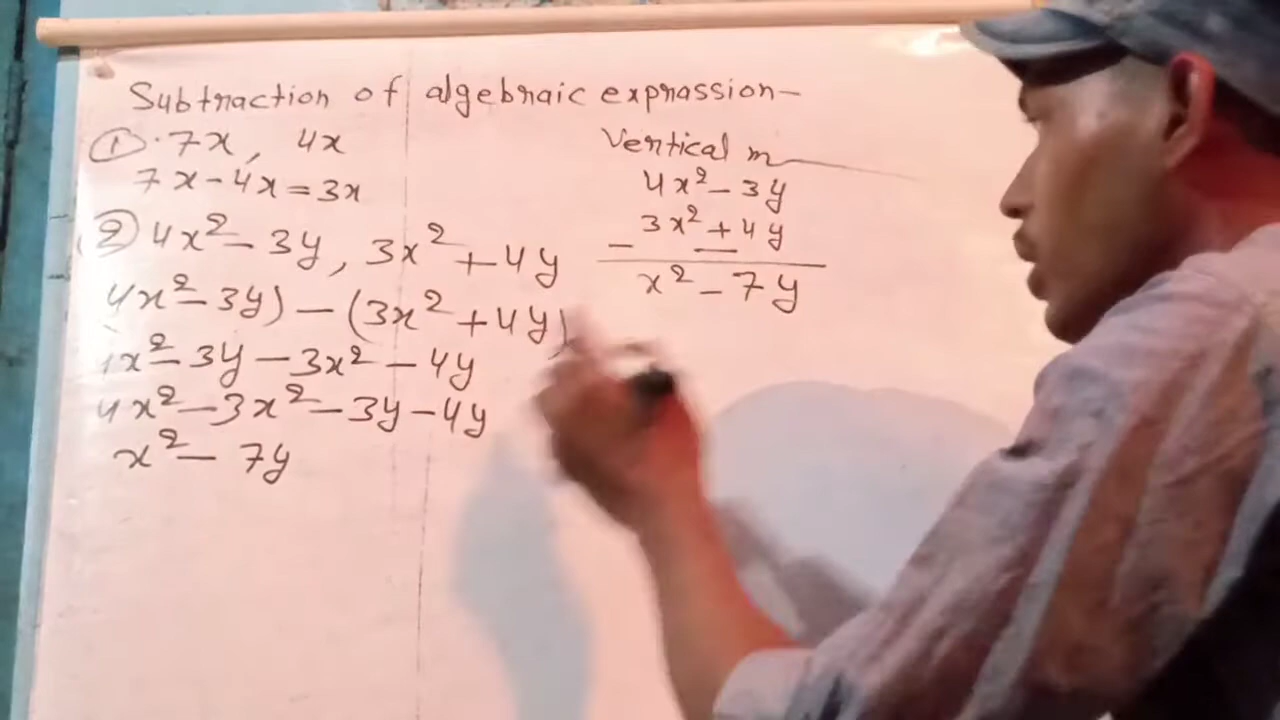 Subtraction of algebraic exprassion-
① 7x, 4x
7x-4x=3x
② 4x²-3y, 3x²+4y
4x²-3y)-(3x²+4y)
4x²-3y-3x²-4y
4x²-3x²-3y-4y
x²-7y
Vertical m
4x²-3y
3x²+4y
- -
x²-7y